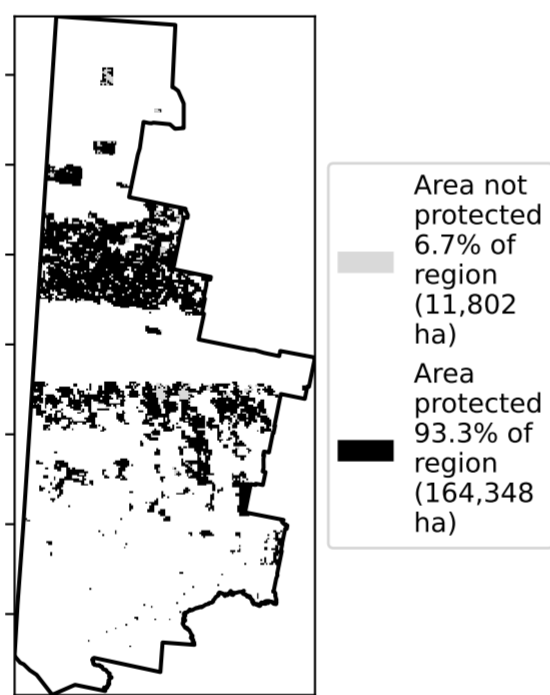 Area not
protected
6.7% of
region
(11,802
ha)
Area
protected
93.3% of
region
(164,348
ha)